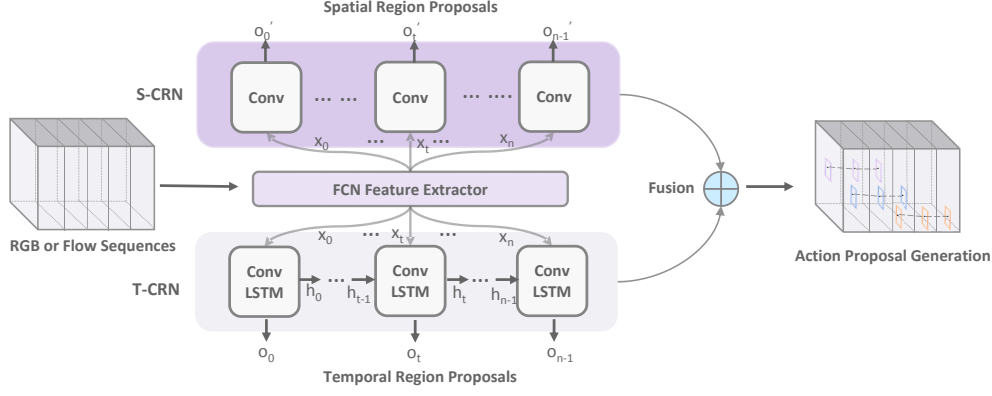 Spatial Region Proposals
o₀′ oₜ′ oₙ₋₁′
S-CRN
Conv ... ... Conv ... .... Conv
x₀ ... xₜ ... xₙ
FCN Feature Extractor
Fusion
RGB or Flow Sequences
x₀ ... xₜ ... xₙ
Action Proposal Generation
T-CRN
Conv LSTM
h₀ ... hₜ₋₁
Conv LSTM
hₜ ... hₙ₋₁
Conv LSTM
o₀ oₜ oₙ₋₁
Temporal Region Proposals